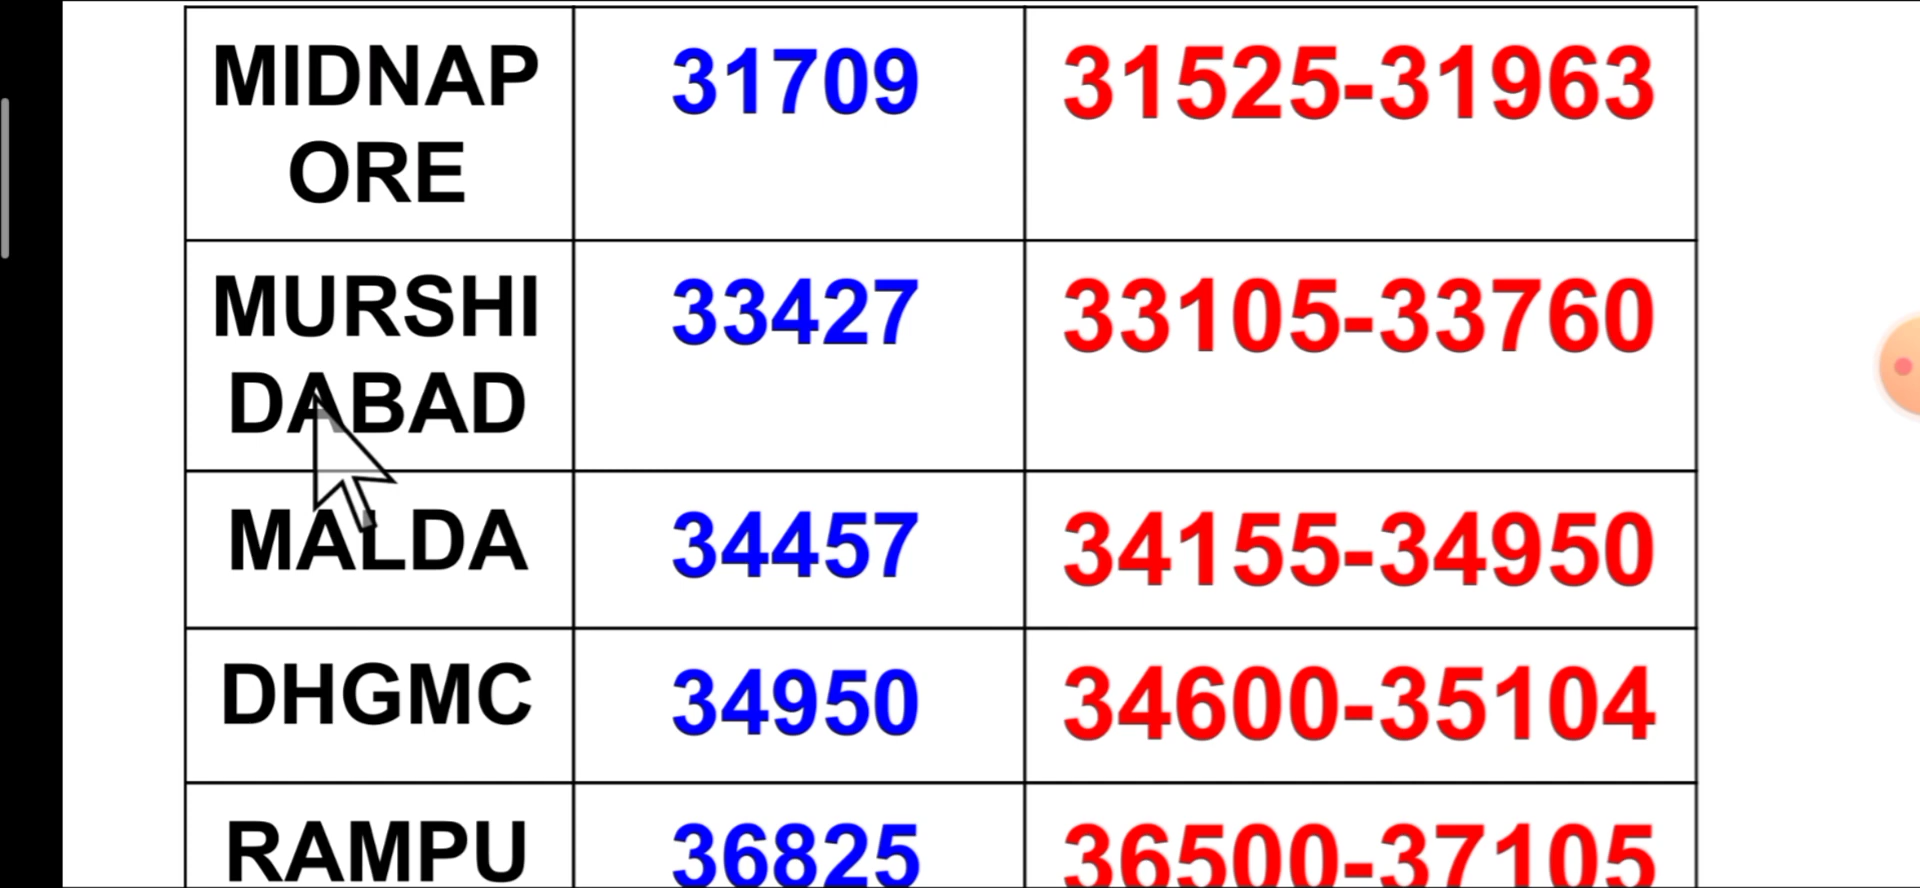 MIDNAP
ORE
31709
31525-31963
MURSHI
DABAD
33427
33105-33760
MALDA
34457
34155-34950
DHGMC
34950
34600-35104
RAMPU
36825
36500-37105